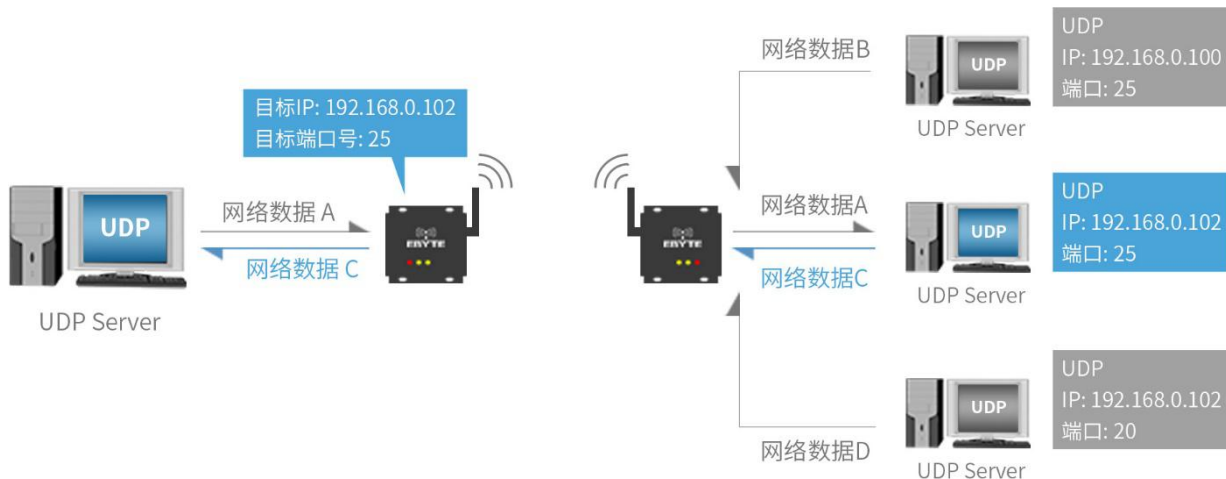 目标IP: 192.168.0.102
目标端口号: 25
UDP
网络数据 A
网络数据 C
EBYTE
UDP Server
网络数据B
UDP
UDP Server
UDP
IP: 192.168.0.100
端口: 25
EBYTE
网络数据A
网络数据C
UDP
UDP Server
UDP
IP: 192.168.0.102
端口: 25
网络数据D
UDP
UDP Server
UDP
IP: 192.168.0.102
端口: 20